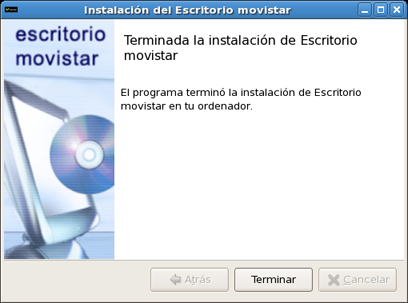 Instalación del Escritorio movistar
escritorio
movistar
Terminada la instalación de Escritorio
movistar
El programa terminó la instalación de Escritorio
movistar en tu ordenador.
Atrás
Terminar
Cancelar